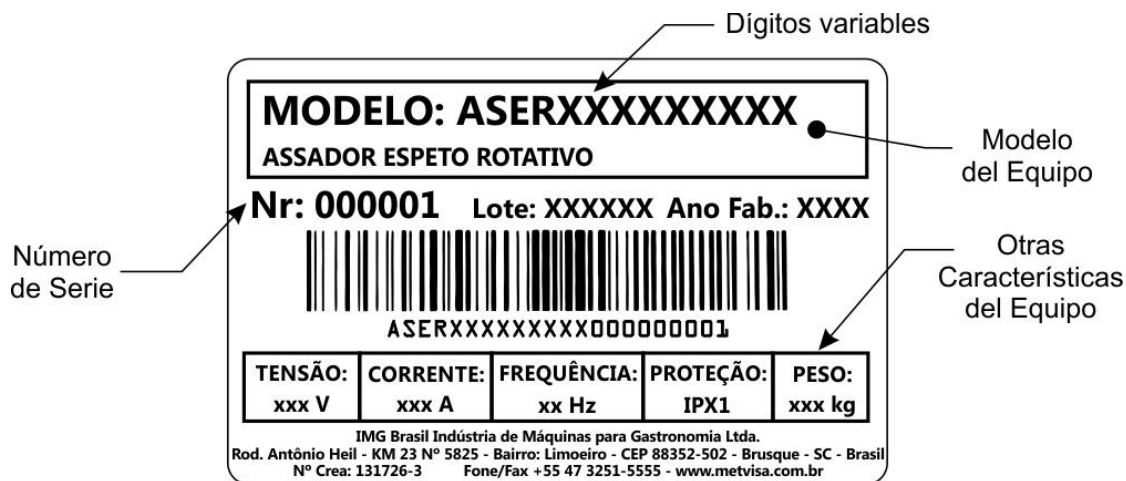 Dígitos variables
MODELO: ASERXXXXXXXXX
ASSADOR ESPETO ROTATIVO
Modelo
del Equipo
Nr: 000001 Lote: XXXXXX Ano Fab.: XXXX
Número
de Serie
Otras
Características
del Equipo
ASERXXXXXXXXX000000001
TENSÃO: CORRENTE: FREQUÊNCIA: PROTEÇÃO: PESO:
xxx V xxx A xx Hz IPX1 xxx kg
IMG Brasil Indústria de Máquinas para Gastronomia Ltda.
Rod. Antônio Heil - KM 23 Nº 5825 - Bairro: Limoeiro - CEP 88352-502 - Brusque - SC - Brasil
Nº Crea: 131726-3 Fone/Fax +55 47 3251-5555 - www.metvisa.com.br